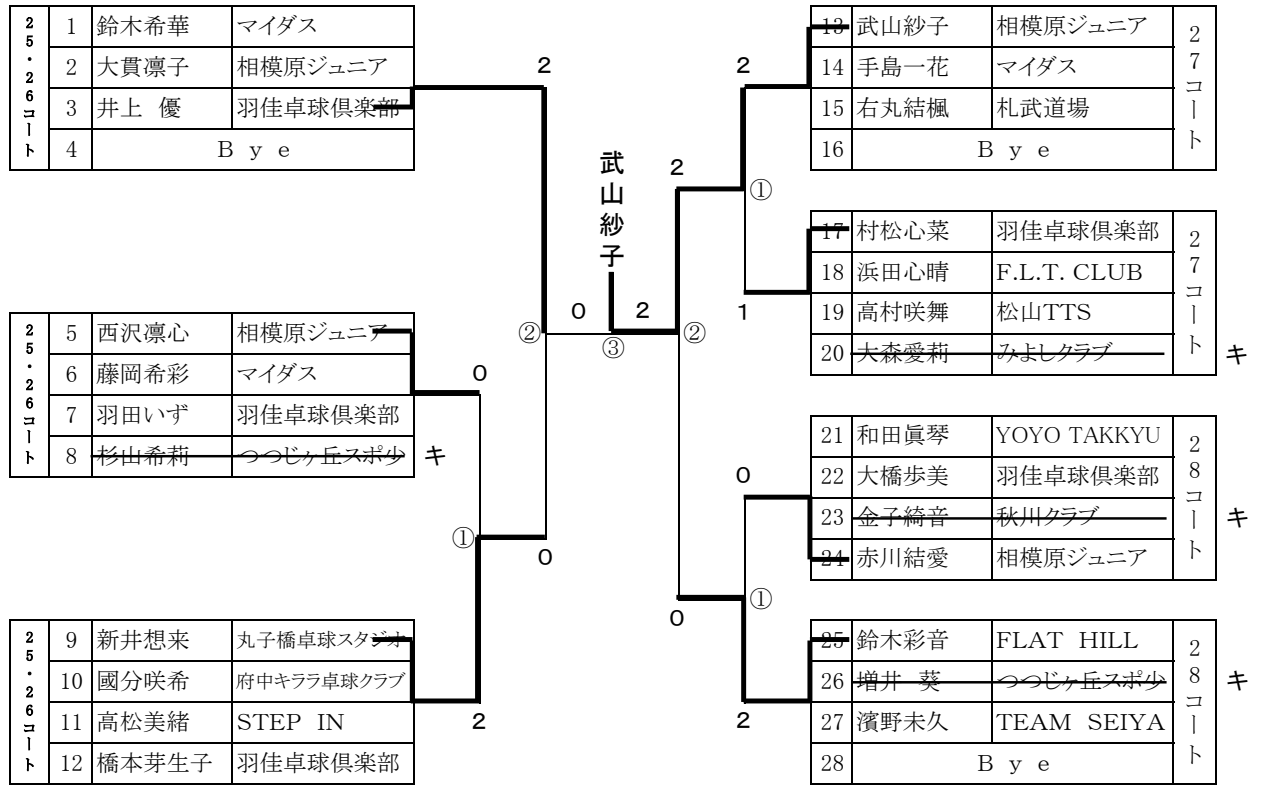 25・26コート
1 鈴木希華 マイダス
2 大貫凛子 相模原ジュニア
3 井上 優 羽佳卓球倶楽部
4 Bye
25・26コート
5 西沢凛心 相模原ジュニア
6 藤岡希彩 マイダス
7 羽田いず 羽佳卓球倶楽部
8 杉山希莉 つつじヶ丘スポ少 キ
25・26コート
9 新井想来 丸子橋卓球スタジオ
10 國分咲希 府中キララ卓球クラブ
11 高松美緒 STEP IN
12 橋本芽生子 羽佳卓球倶楽部
2
0
①
2
②
0
武山紗子
0 2
③
2
②
0
2
①
1
0
①
2
13 武山紗子 相模原ジュニア
14 手島一花 マイダス
15 右丸結楓 札武道場
16 Bye
27コート
17 村松心菜 羽佳卓球倶楽部
18 浜田心晴 F.L.T. CLUB
19 高村咲舞 松山TTS
20 大森愛莉 みよしクラブ キ
27コート
21 和田眞琴 YOYO TAKKYU
22 大橋歩美 羽佳卓球倶楽部
23 金子綺音 秋川クラブ キ
24 赤川結愛 相模原ジュニア
28コート
25 鈴木彩音 FLAT HILL
26 増井 葵 つつじヶ丘スポ少 キ
27 濱野未久 TEAM SEIYA
28 Bye
28コート